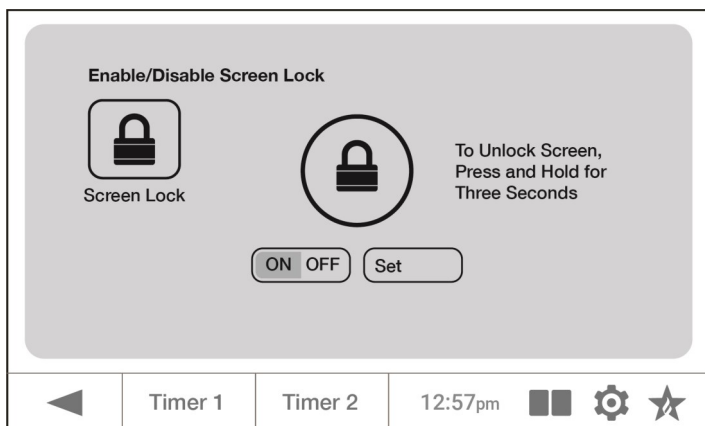 Enable/Disable Screen Lock
To Unlock Screen,
Press and Hold for
Three Seconds
Screen Lock
ON OFF
Set
Timer 1
Timer 2
12:57pm